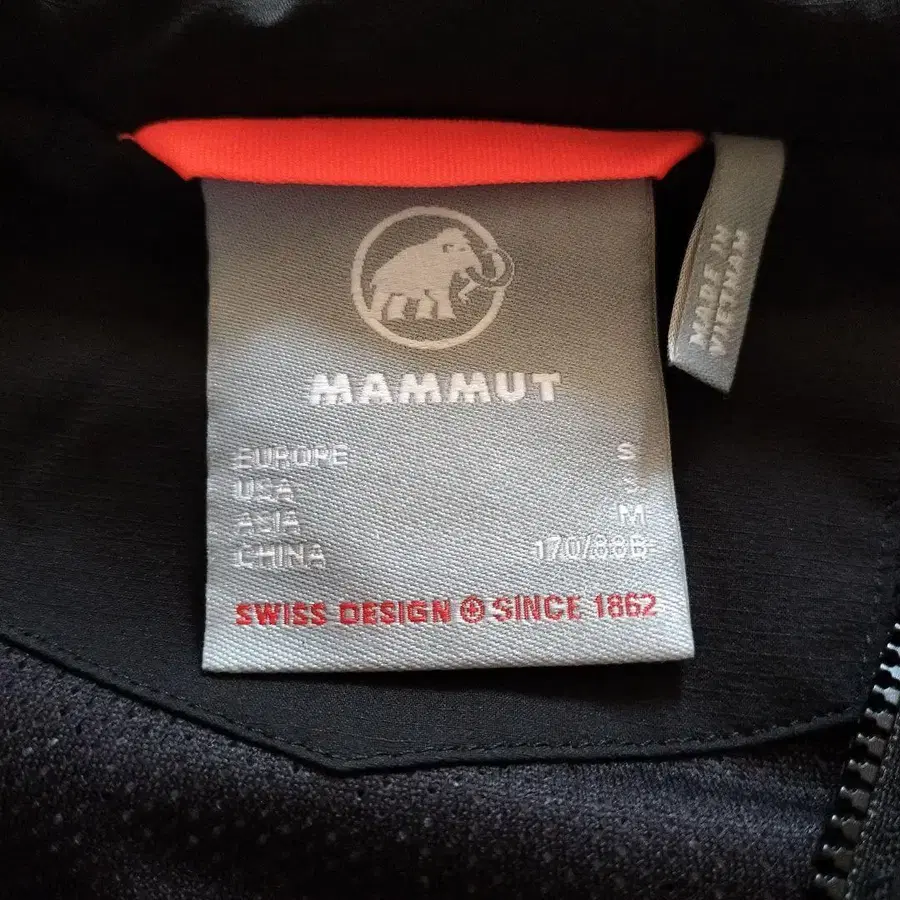 MAMMUT
EUROPE S
USA S
ASIA M
CHINA 170/88B
SWISS DESIGN SINCE 1862
MADE IN
VIETNAM